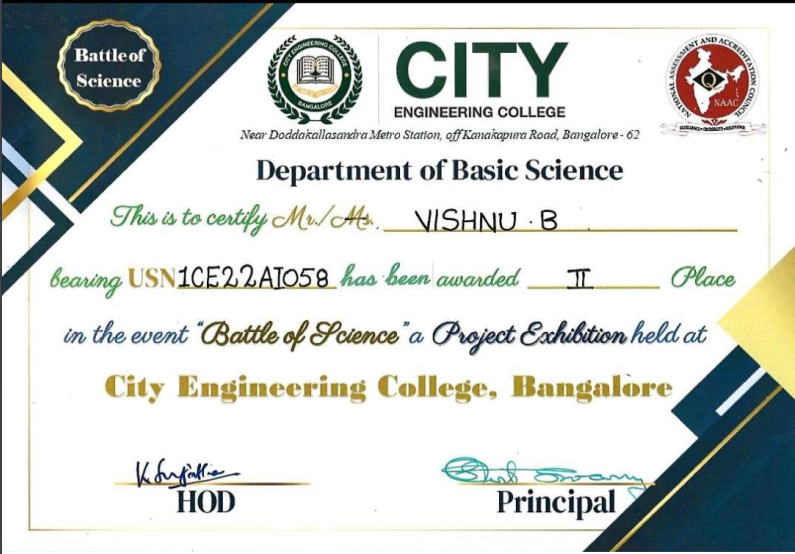 Battle of
Science
CITY ENGINEERING COLLEGE
BANGALORE
CITY
ENGINEERING COLLEGE
NATIONAL ASSESSMENT AND ACCREDITATION COUNCIL
Q
NAAC
Near Doddakallasandra Metro Station, off Kanakapura Road, Bangalore - 62
Department of Basic Science
This is to certify Mr./Ms. VISHNU · B
bearing USN 1CE22AI058 has been awarded II Place
in the event "Battle of Science" a Project Exhibition held at
City Engineering College, Bangalore
HOD
Principal